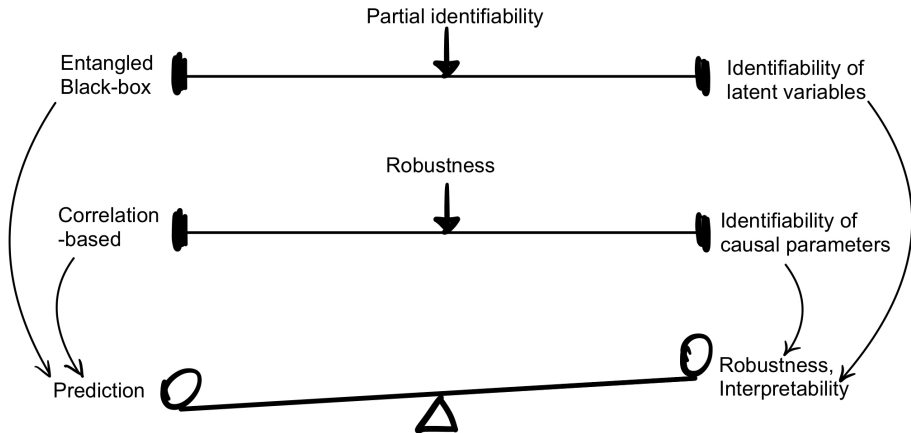 Partial identifiability
Entangled
Black-box
Identifiability of
latent variables
Robustness
Correlation
-based
Identifiability of
causal parameters
Prediction
Robustness,
Interpretability